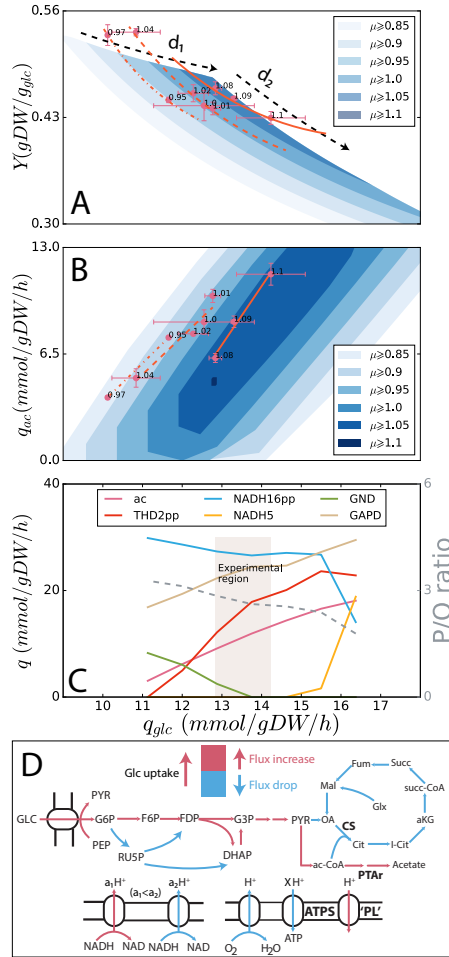 0.56
0.43
0.30
Y(gDW/g_glc)
A
0.97
1.04
d₁
d₂
0.95
1.02
1.08
1.09
1.0
1.01
1.1
μ⩾0.85
μ⩾0.9
μ⩾0.95
μ⩾1.0
μ⩾1.05
μ⩾1.1
13.0
6.5
0.0
q_ac(mmol/gDW/h)
B
1.1
1.01
1.0
1.09
0.95
1.02
1.08
1.04
0.97
μ⩾0.85
μ⩾0.9
μ⩾0.95
μ⩾1.0
μ⩾1.05
μ⩾1.1
40
20
0
q (mmol/gDW/h)
C
ac
THD2pp
NADH16pp
NADH5
GND
GAPD
Experimental
region
6
3
0
P/O ratio
10 11 12 13 14 15 16 17
q_glc (mmol/gDW/h)
D
Glc uptake
Flux increase
Flux drop
GLC
PYR
G6P
PEP
F6P
FDP
G3P
PYR
RU5P
DHAP
Fum
Succ
Mal
succ-CoA
Glx
OA
CS
aKG
Cit
I-Cit
ac-CoA
Acetate
PTAr
a₁H⁺
(a₁<a₂)
a₂H⁺
H⁺
XH⁺
H⁺
ATPS
'PL'
NADH
NAD
NADH
NAD
O₂
H₂O
ATP